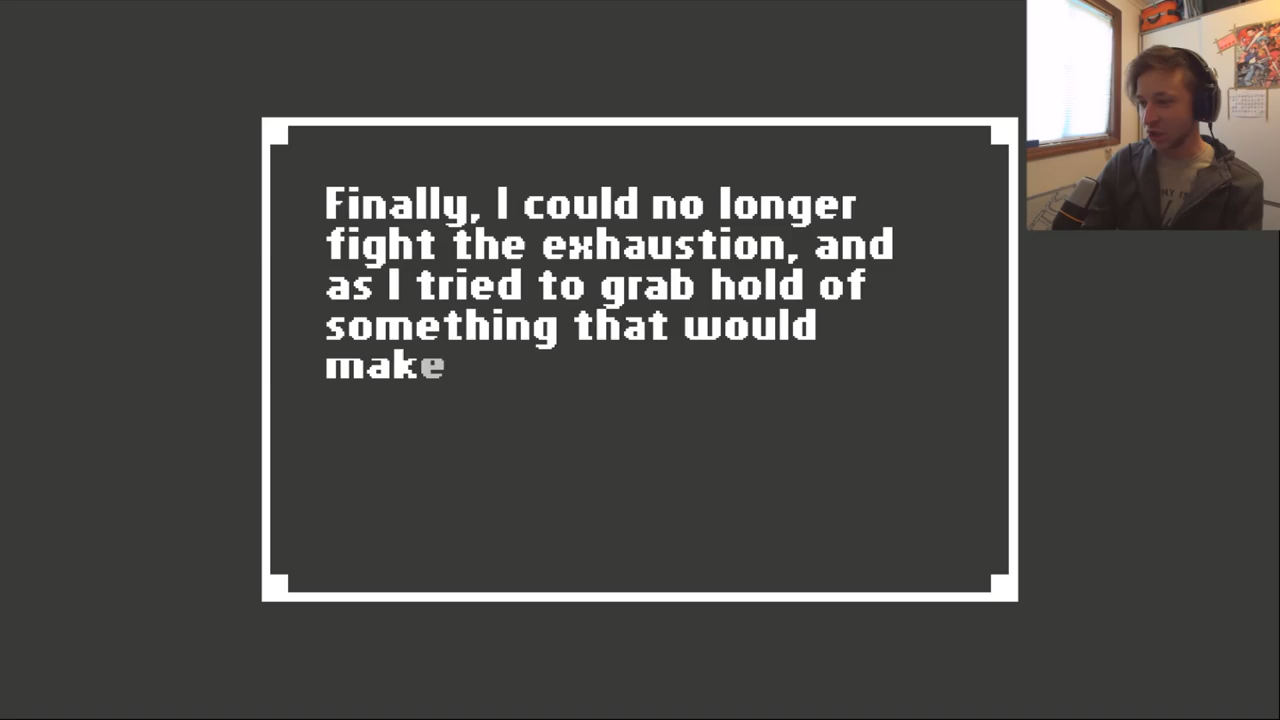 Finally, I could no longer
fight the exhaustion, and
as I tried to grab hold of
something that would
make